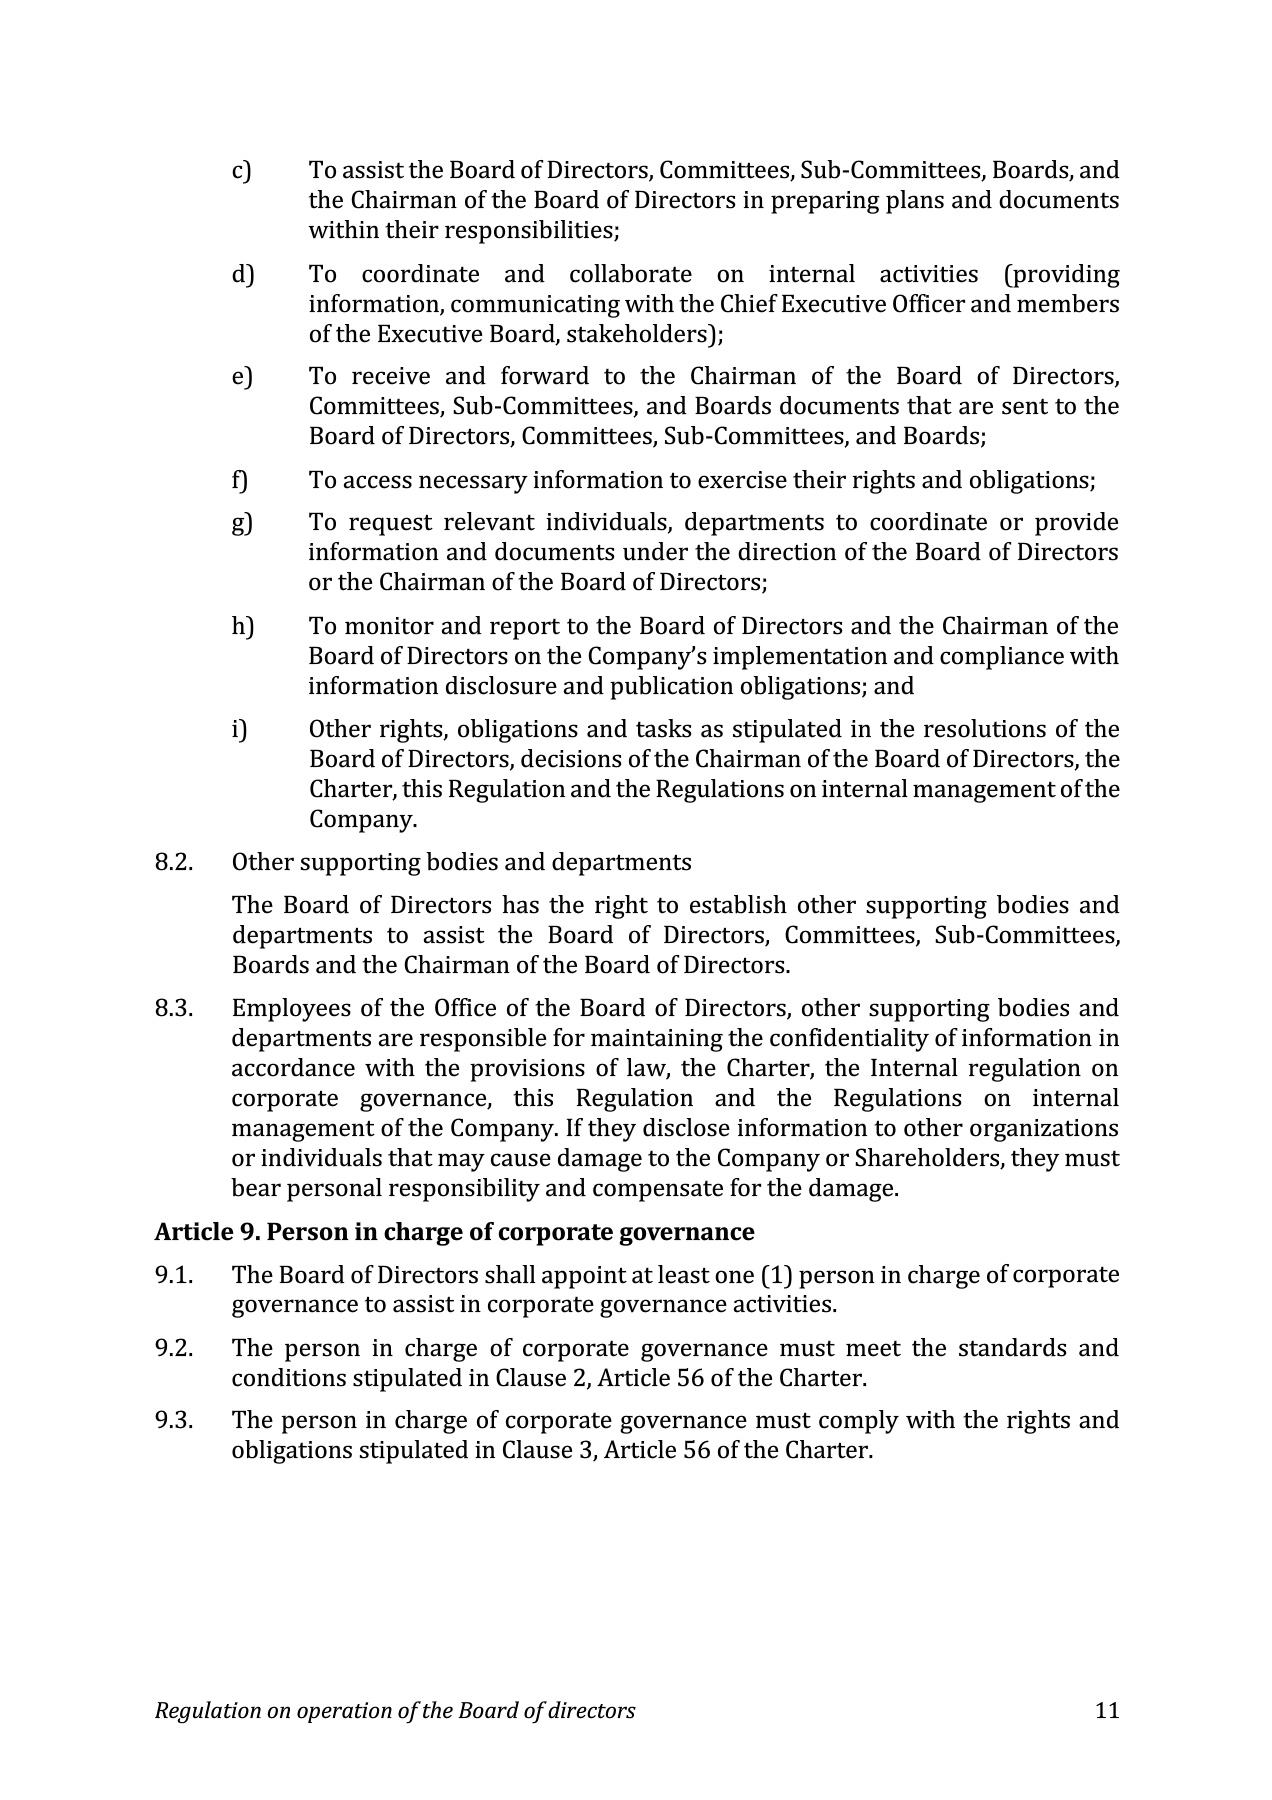 c) To assist the Board of Directors, Committees, Sub-Committees, Boards, and
the Chairman of the Board of Directors in preparing plans and documents
within their responsibilities;
d) To coordinate and collaborate on internal activities (providing
information, communicating with the Chief Executive Officer and members
of the Executive Board, stakeholders);
e) To receive and forward to the Chairman of the Board of Directors,
Committees, Sub-Committees, and Boards documents that are sent to the
Board of Directors, Committees, Sub-Committees, and Boards;
f) To access necessary information to exercise their rights and obligations;
g) To request relevant individuals, departments to coordinate or provide
information and documents under the direction of the Board of Directors
or the Chairman of the Board of Directors;
h) To monitor and report to the Board of Directors and the Chairman of the
Board of Directors on the Company’s implementation and compliance with
information disclosure and publication obligations; and
i) Other rights, obligations and tasks as stipulated in the resolutions of the
Board of Directors, decisions of the Chairman of the Board of Directors, the
Charter, this Regulation and the Regulations on internal management of the
Company.
8.2. Other supporting bodies and departments
The Board of Directors has the right to establish other supporting bodies and
departments to assist the Board of Directors, Committees, Sub-Committees,
Boards and the Chairman of the Board of Directors.
8.3. Employees of the Office of the Board of Directors, other supporting bodies and
departments are responsible for maintaining the confidentiality of information in
accordance with the provisions of law, the Charter, the Internal regulation on
corporate governance, this Regulation and the Regulations on internal
management of the Company. If they disclose information to other organizations
or individuals that may cause damage to the Company or Shareholders, they must
bear personal responsibility and compensate for the damage.
Article 9. Person in charge of corporate governance
9.1. The Board of Directors shall appoint at least one (1) person in charge of corporate
governance to assist in corporate governance activities.
9.2. The person in charge of corporate governance must meet the standards and
conditions stipulated in Clause 2, Article 56 of the Charter.
9.3. The person in charge of corporate governance must comply with the rights and
obligations stipulated in Clause 3, Article 56 of the Charter.
Regulation on operation of the Board of directors 11